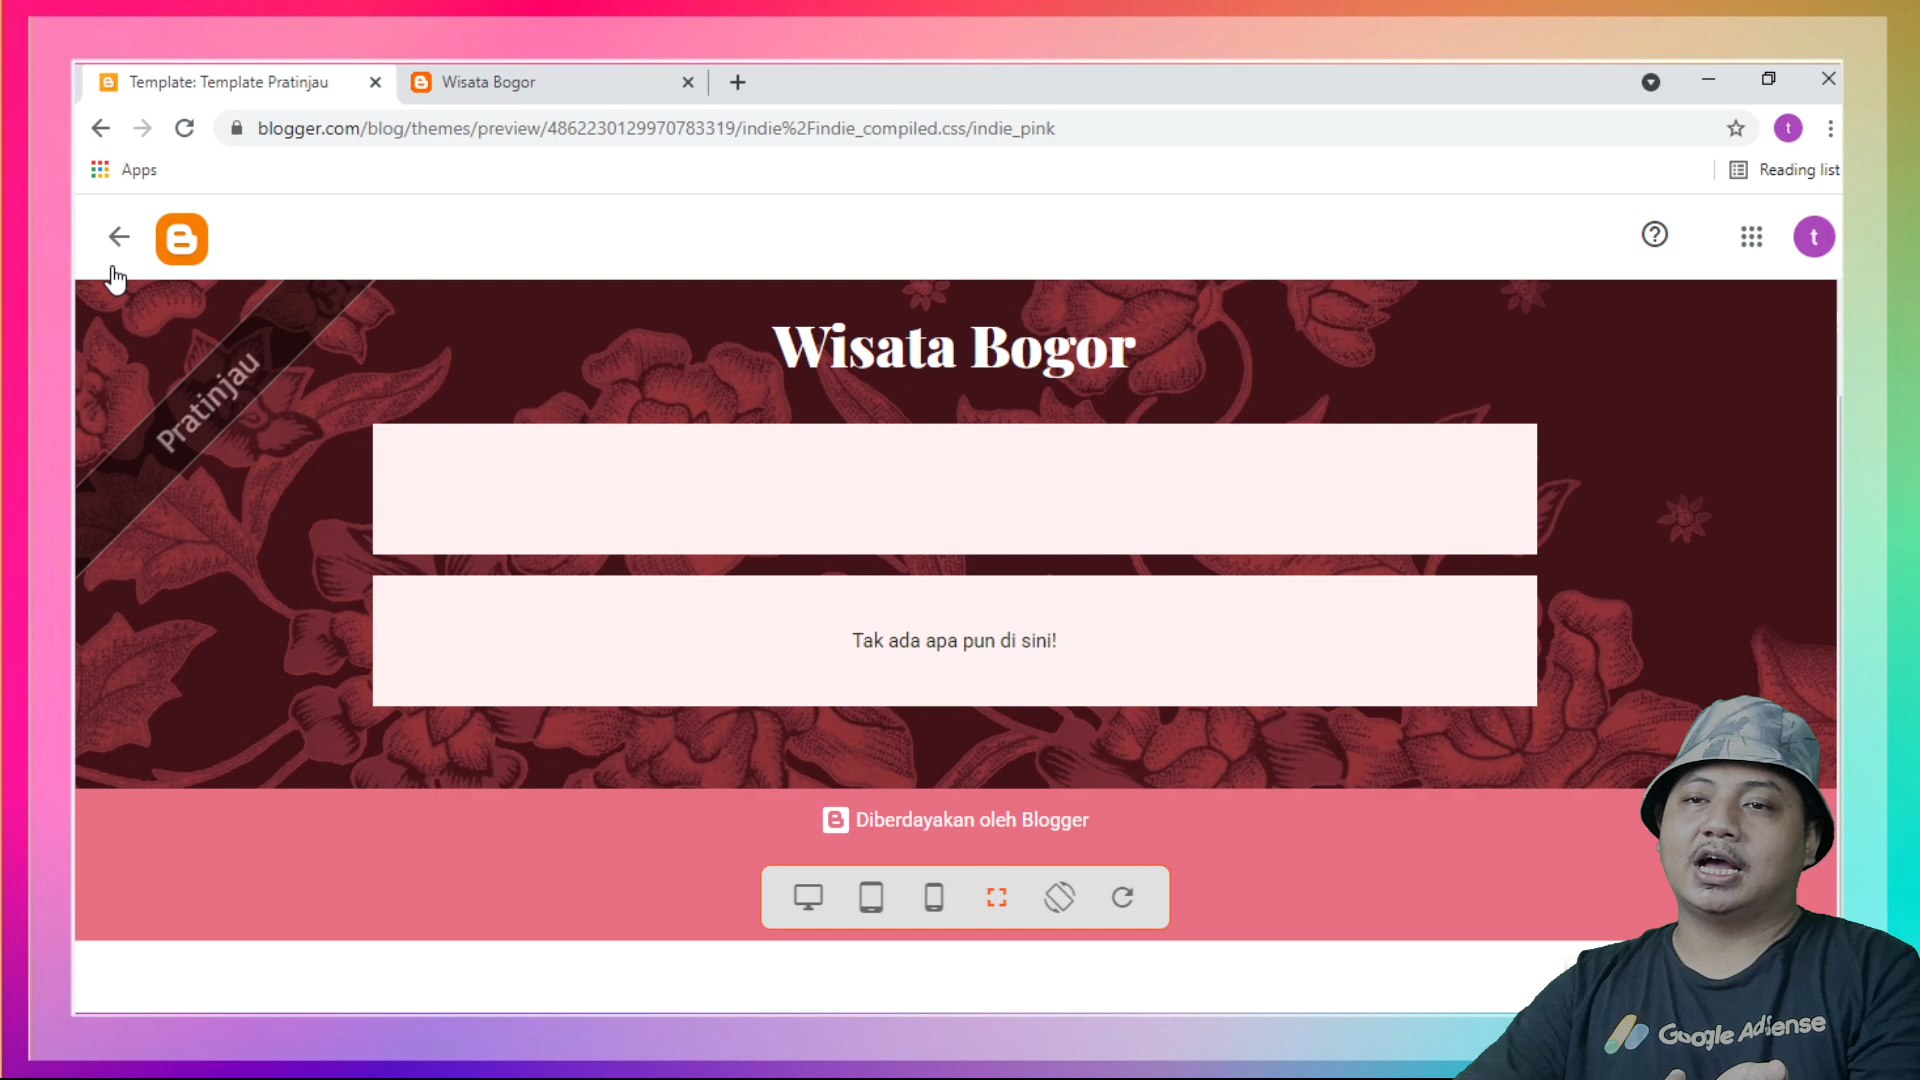 Template: Template Pratinjau
Wisata Bogor
blogger.com/blog/themes/preview/4862230129970783319/indie%2Findie_compiled.css/indie_pink
t
Apps
Reading list
t
Pratinjau
Wisata Bogor
Tak ada apa pun di sini!
Diberdayakan oleh Blogger
Google AdSense